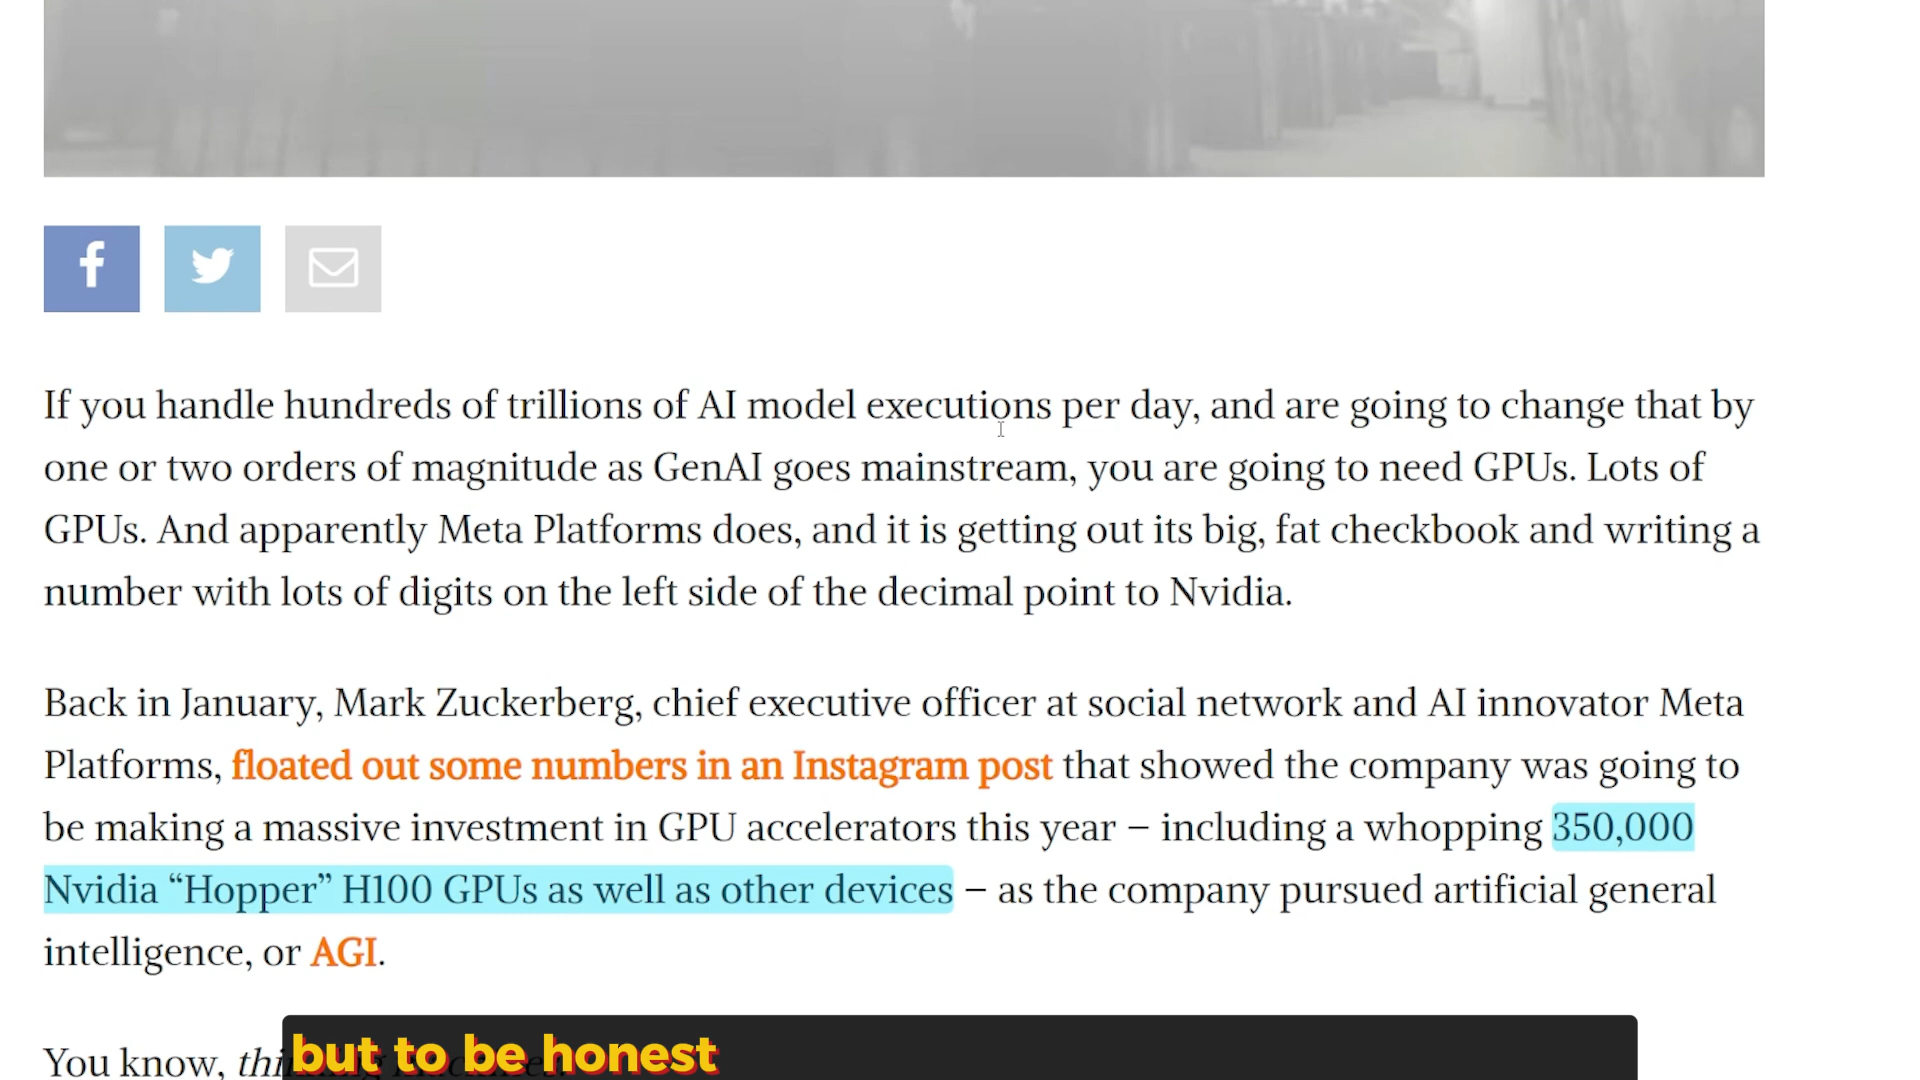 If you handle hundreds of trillions of AI model executions per day, and are going to change that by
one or two orders of magnitude as GenAI goes mainstream, you are going to need GPUs. Lots of
GPUs. And apparently Meta Platforms does, and it is getting out its big, fat checkbook and writing a
number with lots of digits on the left side of the decimal point to Nvidia.
Back in January, Mark Zuckerberg, chief executive officer at social network and AI innovator Meta
Platforms, floated out some numbers in an Instagram post that showed the company was going to
be making a massive investment in GPU accelerators this year – including a whopping 350,000
Nvidia “Hopper” H100 GPUs as well as other devices – as the company pursued artificial general
intelligence, or AGI.
You know,
but to be honest